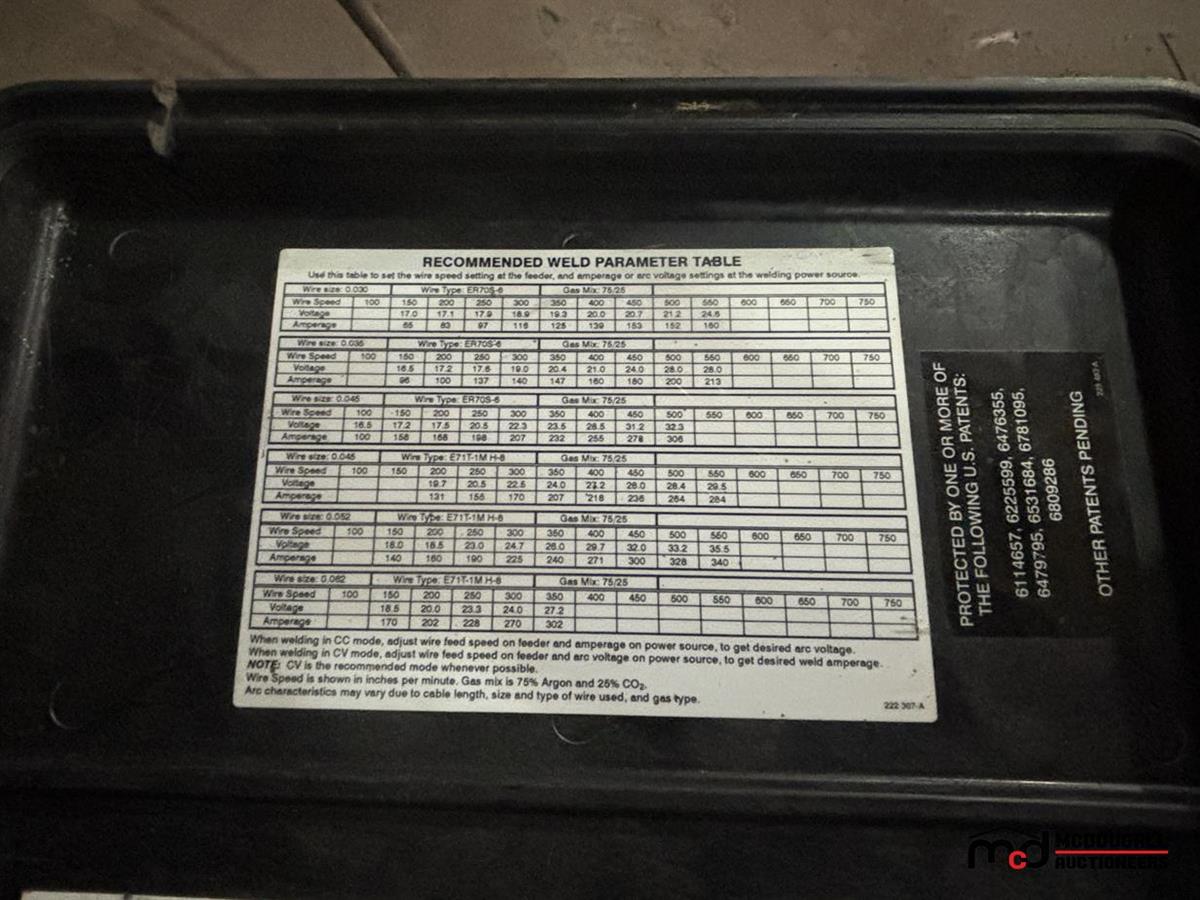 RECOMMENDED WELD PARAMETER TABLE
Use this table to set the wire speed setting at the feeder, and amperage or arc voltage settings at the welding power source.
Wire size: 0.030 Wire Type: ER70S-6 Gas Mix: 75/25
Wire Speed 100 150 200 250 300 350 400 450 500 550 600 650 700 750
Voltage 17.0 17.1 17.9 18.9 19.3 20.0 20.7 21.2 24.6
Amperage 65 83 97 116 125 139 153 152 160
Wire size: 0.035 Wire Type: ER70S-6 Gas Mix: 75/25
Wire Speed 100 150 200 250 300 350 400 450 500 550 600 650 700 750
Voltage 16.5 17.2 17.6 19.0 20.4 21.0 24.0 28.0 28.0
Amperage 96 100 137 140 147 160 180 200 213
Wire size: 0.045 Wire Type: ER70S-6 Gas Mix: 75/25
Wire Speed 100 150 200 250 300 350 400 450 500 550 600 650 700 750
Voltage 16.5 17.2 17.5 20.5 22.3 23.5 28.5 31.2 32.3
Amperage 100 158 168 198 207 232 255 278 306
Wire size: 0.045 Wire Type: E71T-1M H-8 Gas Mix: 75/25
Wire Speed 100 150 200 250 300 350 400 450 500 550 600 650 700 750
Voltage 19.7 20.5 22.5 24.0 27.2 28.0 28.4 29.5
Amperage 131 155 170 207 218 236 264 284
Wire size: 0.052 Wire Type: E71T-1M H-8 Gas Mix: 75/25
Wire Speed 100 150 200 250 300 350 400 450 500 550 600 650 700 750
Voltage 18.0 18.5 23.0 24.7 26.0 29.7 32.0 33.2 35.5
Amperage 140 160 190 225 240 271 300 328 340
Wire size: 0.062 Wire Type: E71T-1M H-8 Gas Mix: 75/25
Wire Speed 100 150 200 250 300 350 400 450 500 550 600 650 700 750
Voltage 18.5 20.0 23.3 24.0 27.2
Amperage 170 202 228 270 302
When welding in CC mode, adjust wire feed speed on feeder and amperage on power source, to get desired arc voltage.
When welding in CV mode, adjust wire feed speed on feeder and arc voltage on power source, to get desired weld amperage.
NOTE: CV is the recommended mode whenever possible.
Wire Speed is shown in inches per minute. Gas mix is 75% Argon and 25% CO2.
Arc characteristics may vary due to cable length, size and type of wire used, and gas type.
222 307-A
PROTECTED BY ONE OR MORE OF
THE FOLLOWING U.S. PATENTS:
6114657, 6225599, 6476355,
6479795, 6531684, 6781095,
6809286
OTHER PATENTS PENDING
mcd MCDOUGALL
AUCTIONEERS